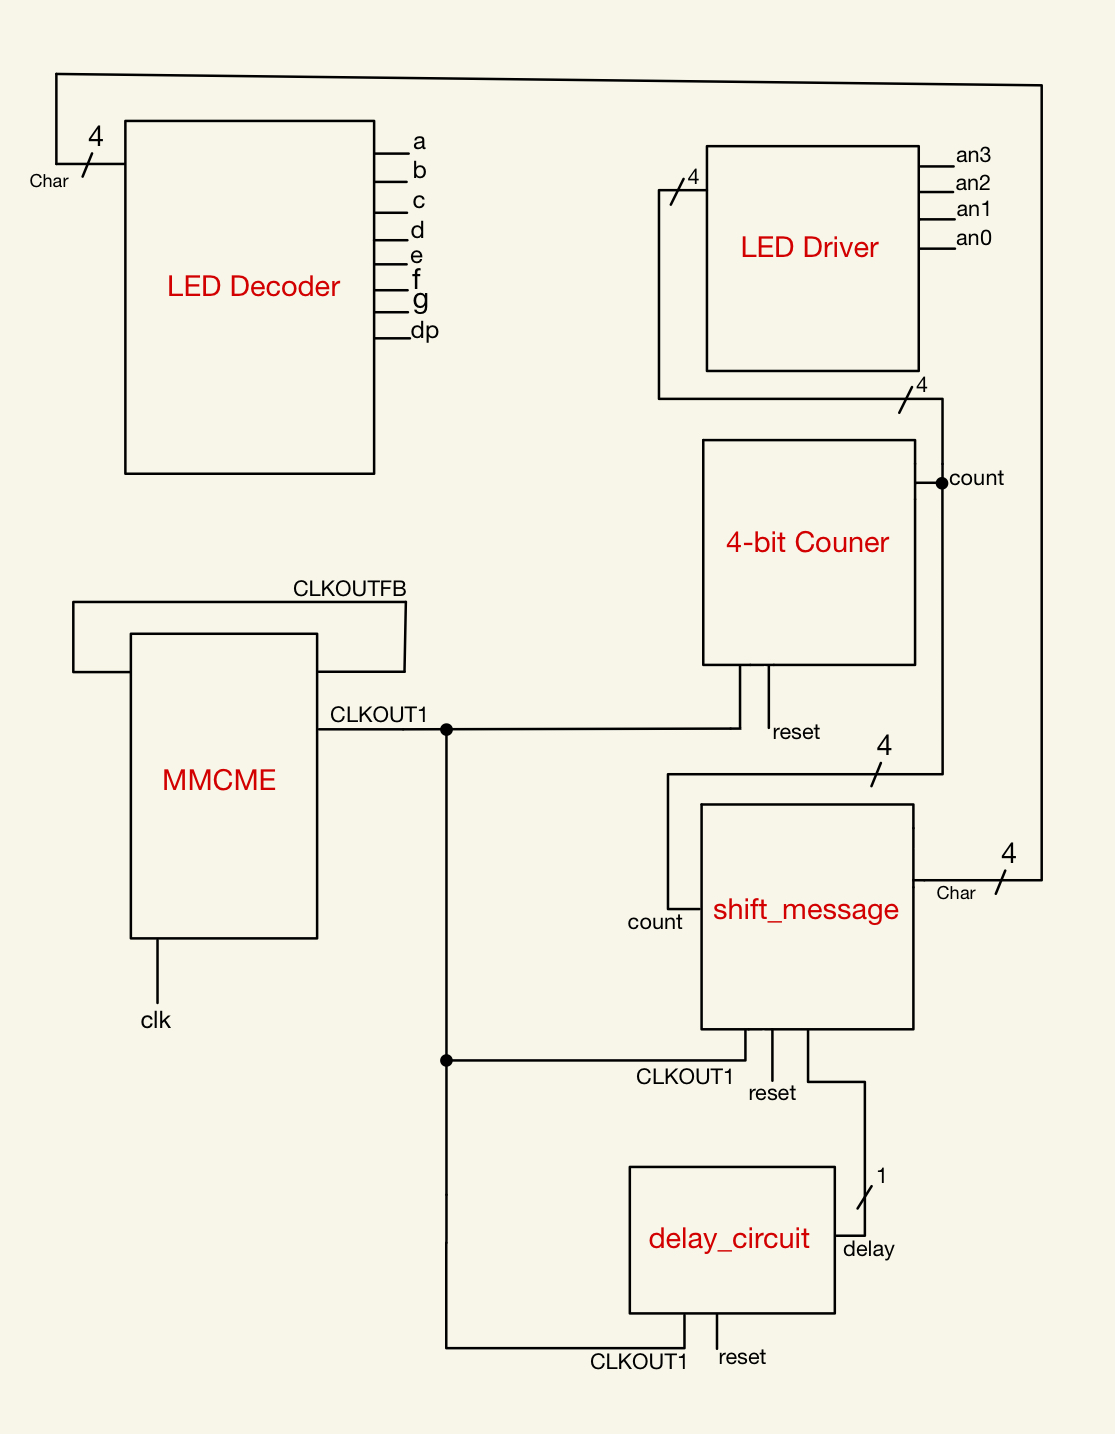 4
Char
LED Decoder
a
b
c
d
e
f
g
dp
4
LED Driver
an3
an2
an1
an0
4
4-bit Couner
count
reset
CLKOUTFB
CLKOUT1
MMCME
clk
4
count
shift_message
4
Char
CLKOUT1
reset
1
delay_circuit
delay
CLKOUT1
reset